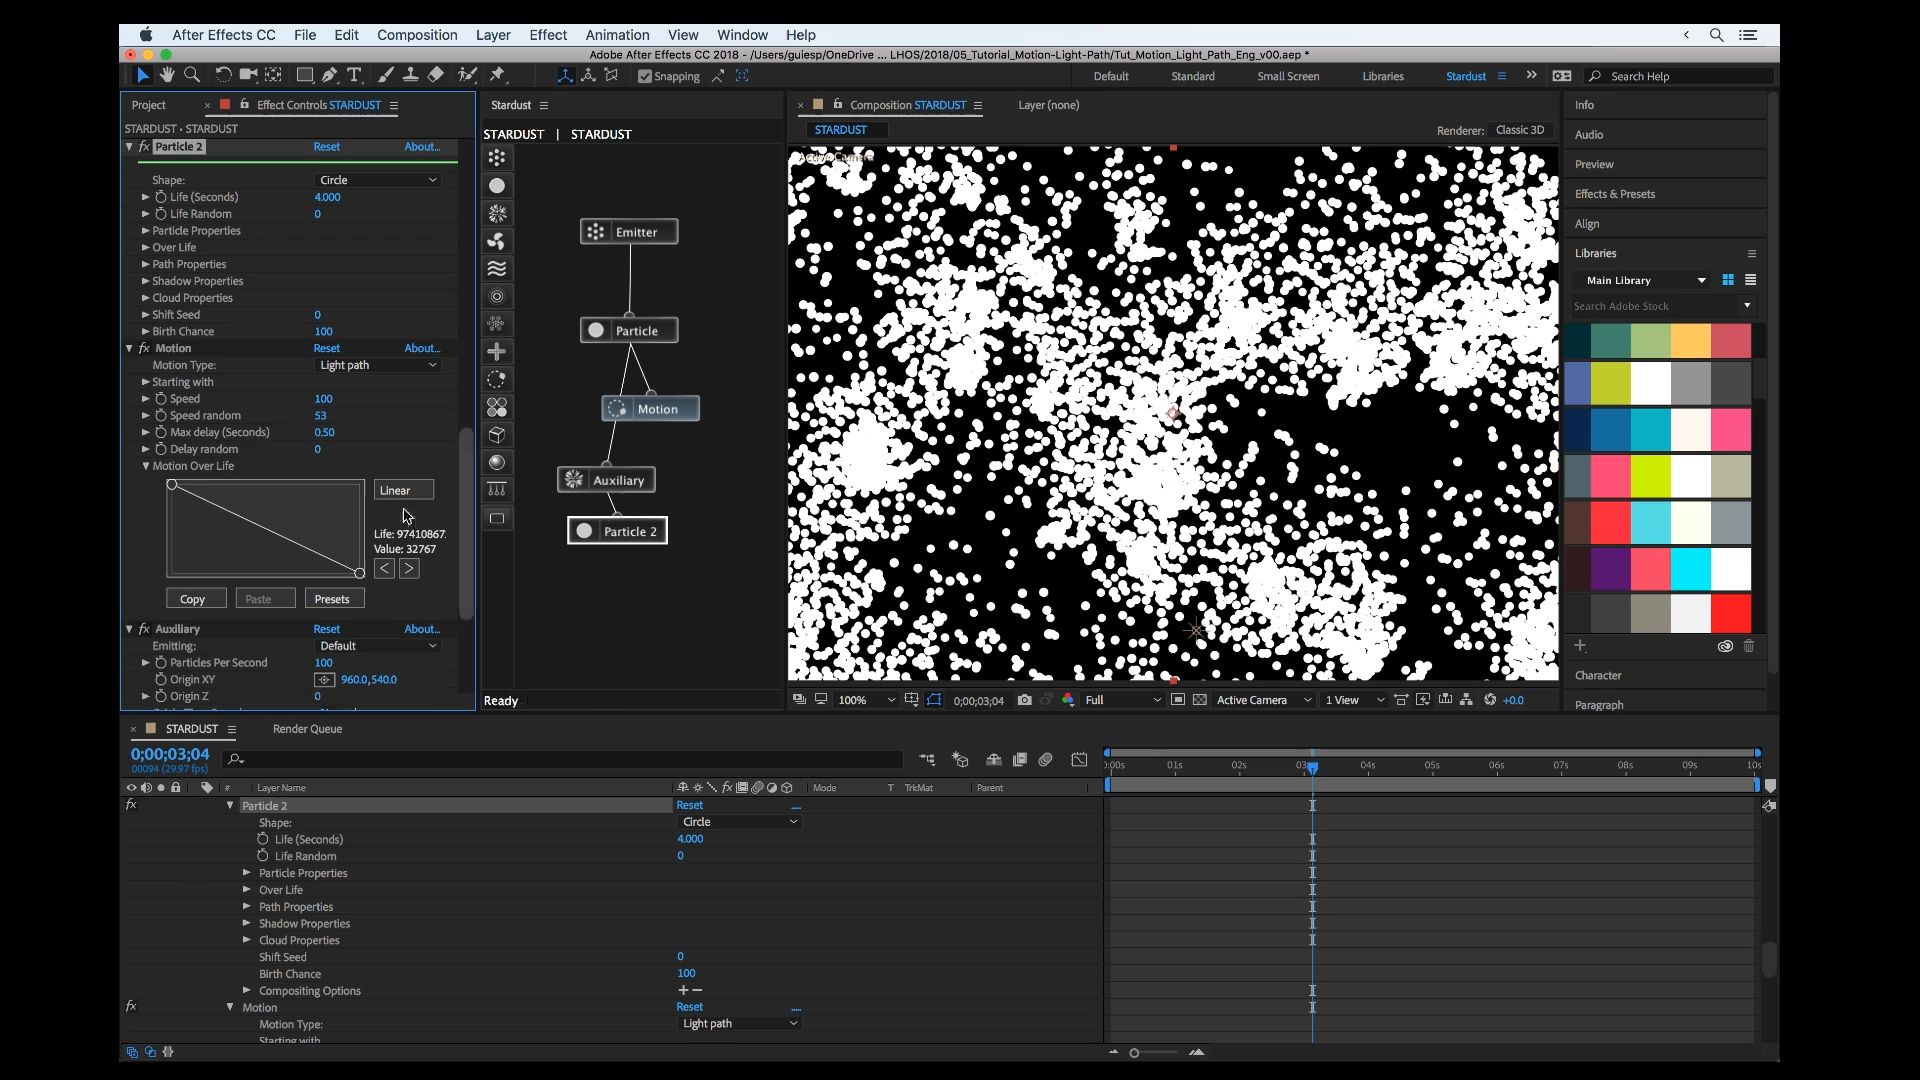 After Effects CC File Edit Composition Layer Effect Animation View Window Help
Adobe After Effects CC 2018 - /Users/guiesp/OneDrive ... LHOS/2018/05_Tutorial_Motion-Light-Path/Tut_Motion_Light_Path_Eng_v00.aep *
Snapping Default Standard Small Screen Libraries Stardust Search Help
Project Effect Controls STARDUST
STARDUST • STARDUST
fx Particle 2 Reset About...
Shape: Circle
Life (Seconds) 4.000
Life Random 0
Particle Properties
Over Life
Path Properties
Shadow Properties
Cloud Properties
Shift Seed 0
Birth Chance 100
fx Motion Reset About...
Motion Type: Light path
Starting with
Speed 100
Speed random 53
Max delay (Seconds) 0.50
Delay random 0
Motion Over Life
Linear
Life: 97410867
Value: 32767
< >
Copy Paste Presets
fx Auxiliary Reset About...
Emitting: Default
Particles Per Second 100
Origin XY 960.0,540.0
Origin Z 0
Stardust
STARDUST | STARDUST
Emitter
Particle
Motion
Auxiliary
Particle 2
Ready
Composition STARDUST Layer (none)
STARDUST
Renderer: Classic 3D
100% 0;00;03;04 Full Active Camera 1 View +0.0
Info
Audio
Preview
Effects & Presets
Align
Libraries
Main Library
Search Adobe Stock
Character
Paragraph
STARDUST Render Queue
0;00;03;04
00094 (29.97 fps)
# Layer Name fx Mode T TrkMat Parent
:00s 01s 02s 03 04s 05s 06s 07s 08s 09s 10s
fx Particle 2 Reset ....
Shape: Circle
Life (Seconds) 4.000
Life Random 0
Particle Properties
Over Life
Path Properties
Shadow Properties
Cloud Properties
Shift Seed 0
Birth Chance 100
Compositing Options + −
fx Motion Reset ....
Motion Type: Light path
Starting with